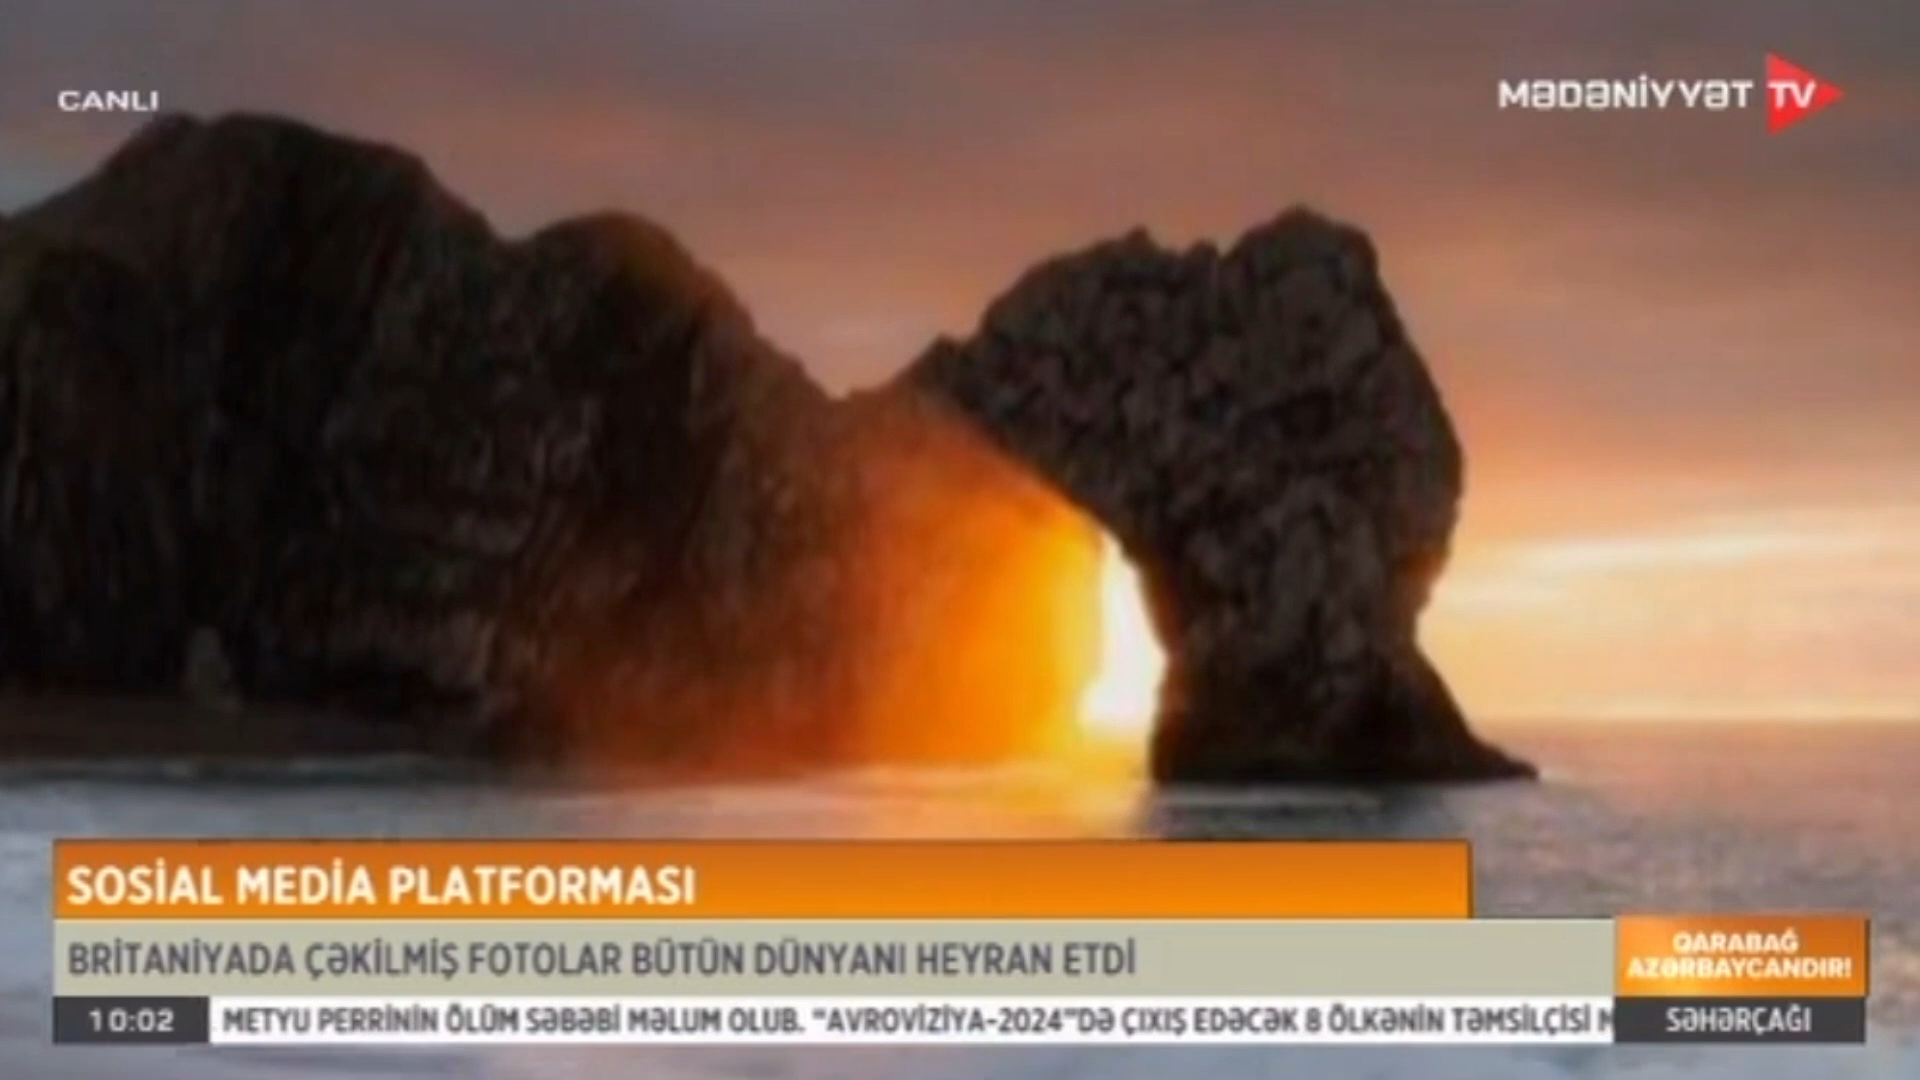 CANLI
MƏDƏNİYYƏT TV
SOSİAL MEDİA PLATFORMASI
BRİTANİYADA ÇƏKİLMİŞ FOTOLAR BÜTÜN DÜNYANI HEYRAN ETDİ
QARABAĞ
AZƏRBAYCANDIR!
10:02
METYU PERRİNİN ÖLÜM SƏBƏBİ MƏLUM OLUB. "AVROVİZİYA-2024"DƏ ÇIXIŞ EDƏCƏK 8 ÖLKƏNİN TƏMSİLÇİSİ
SƏHƏRÇAĞI